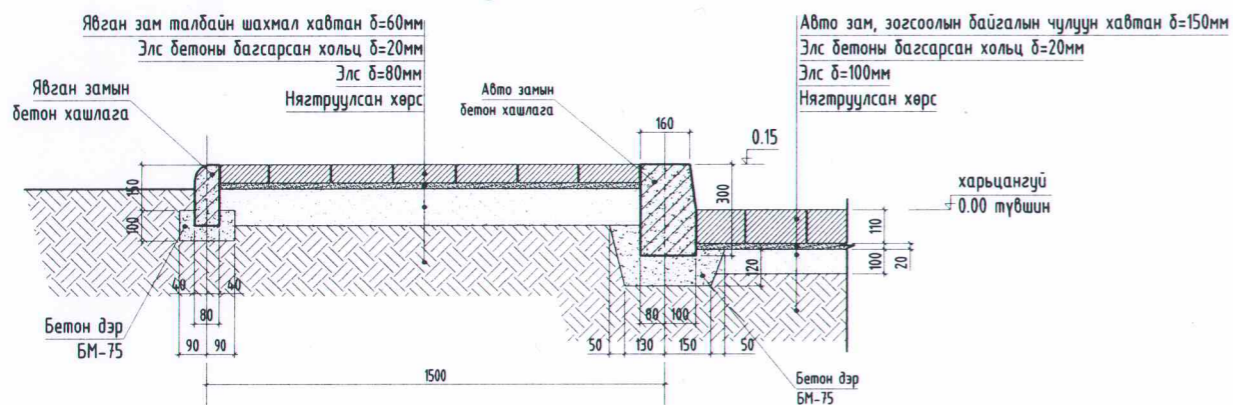 Явган зам талбайн шахмал хавтан δ=60мм
Элс бетоны багсарсан хольц δ=20мм
Элс δ=80мм
Нягтруулсан хөрс
Авто зам, зогсоолын байгалын чулуун хавтан δ=150мм
Элс бетоны багсарсан хольц δ=20мм
Элс δ=100мм
Нягтруулсан хөрс
Явган замын
бетон хашлага
Авто замын
бетон хашлага
160
0.15
харьцангуй
0.00 түвшин
150
100
300
110
100
20
120
40
40
80
90
90
80
100
50
130
150
50
1500
Бетон дэр
БМ-75
Бетон дэр
БМ-75